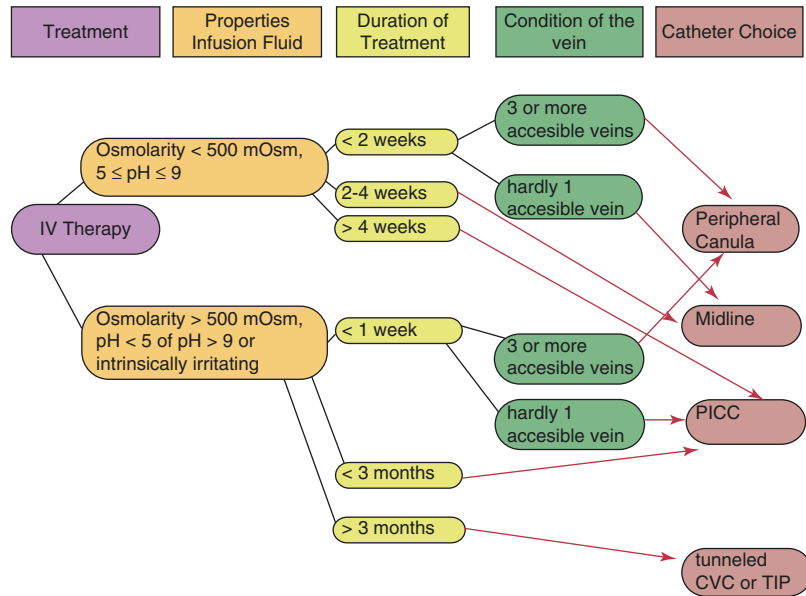 Treatment
Properties
Infusion Fluid
Duration of
Treatment
Condition of the
vein
Catheter Choice
IV Therapy
Osmolarity < 500 mOsm,
5 ≤ pH ≤ 9
< 2 weeks
2-4 weeks
> 4 weeks
3 or more
accesible veins
hardly 1
accesible vein
Osmolarity > 500 mOsm,
pH < 5 of pH > 9 or
intrinsically irritating
< 1 week
3 or more
accesible veins
hardly 1
accesible vein
< 3 months
> 3 months
Peripheral
Canula
Midline
PICC
tunneled
CVC or TIP